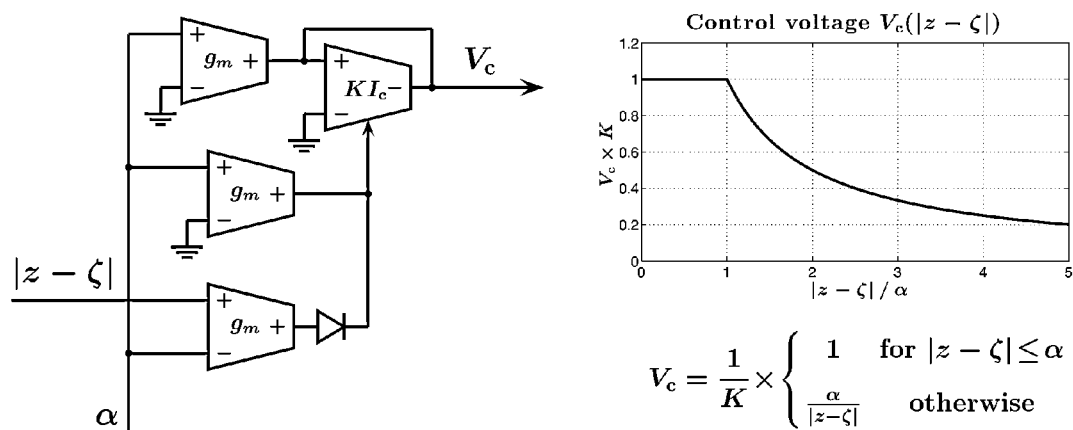 +
g_m +
−
+
KI_c −
−
V_c
+
g_m +
−
|z − ζ|
+
g_m +
−
α
Control voltage V_c(|z − ζ|)
V_c × K
1.2
1
0.8
0.6
0.4
0.2
0
0 1 2 3 4 5
|z − ζ| / α
V_c = 1/K × { 1 for |z − ζ| ≤ α
α/|z−ζ| otherwise